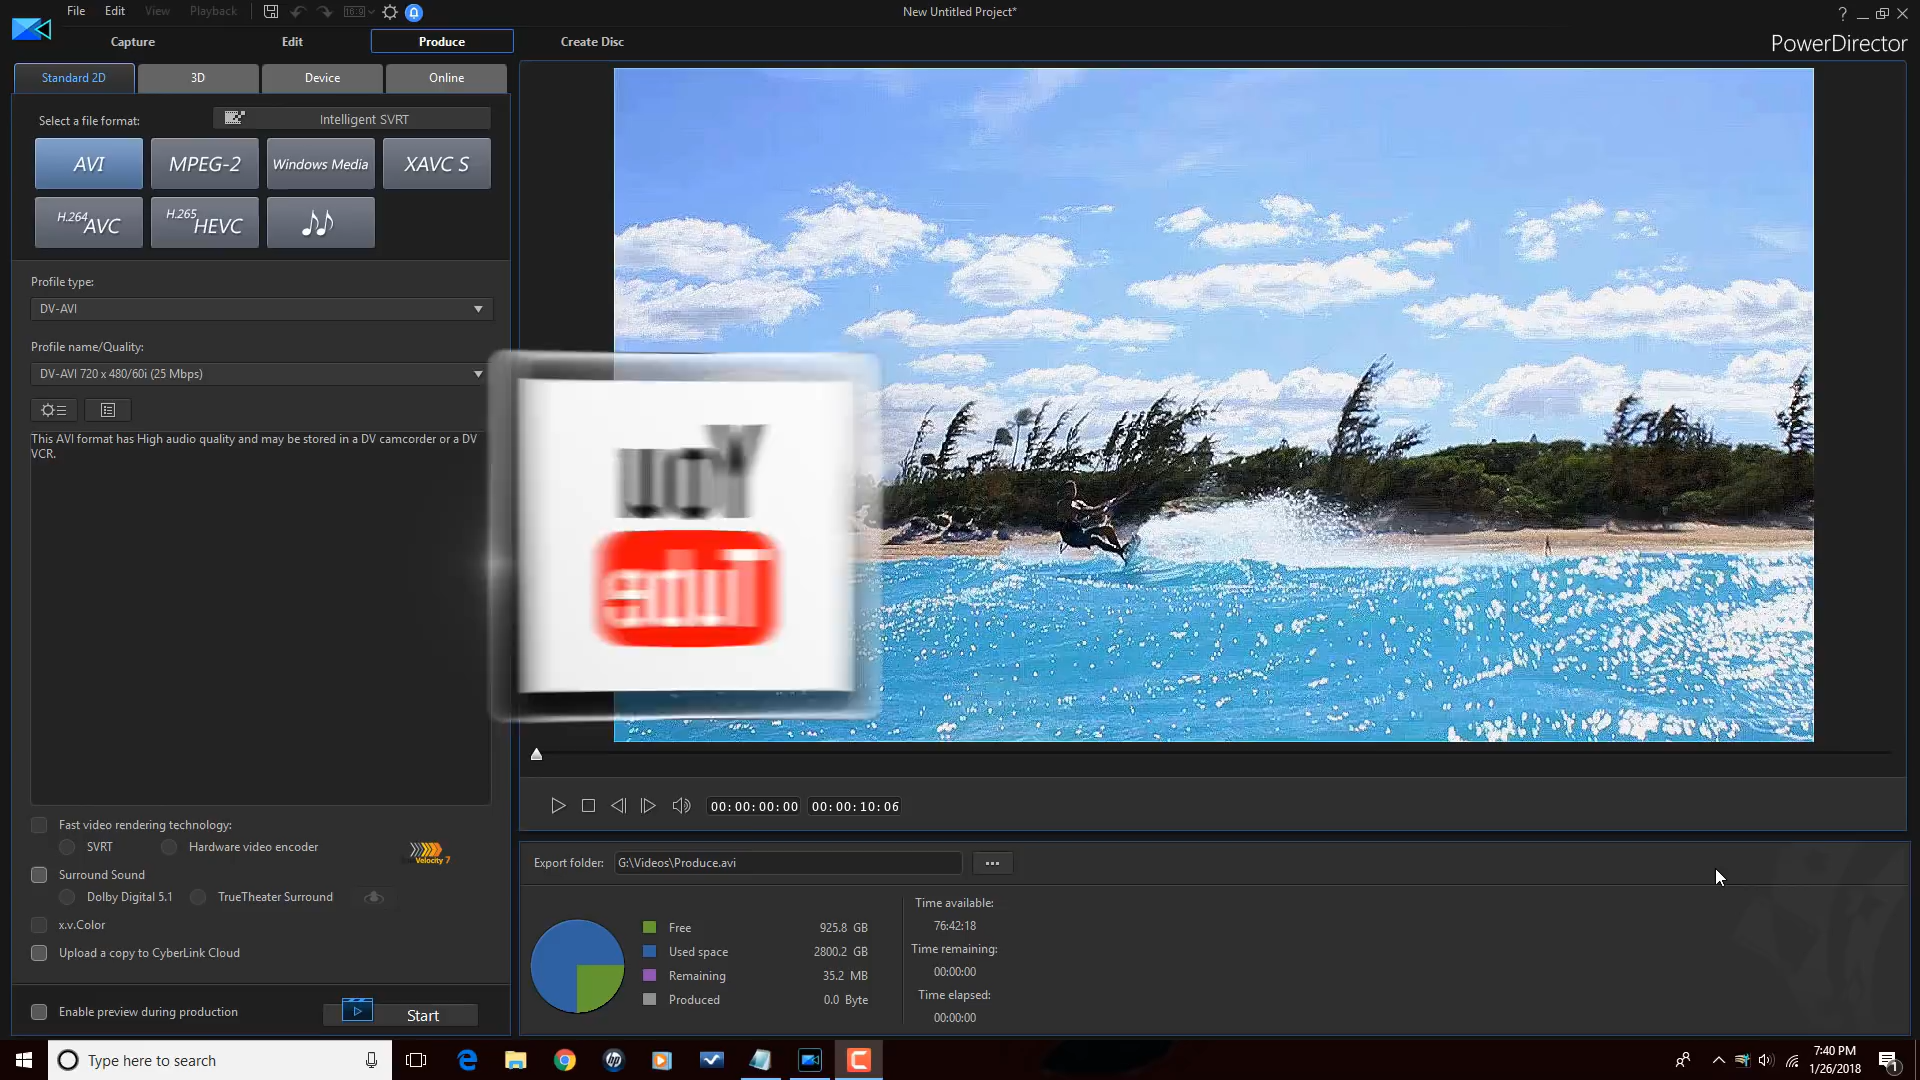 File Edit View Playback 16:9 New Untitled Project* ?
PowerDirector
Capture Edit Produce Create Disc
Standard 2D 3D Device Online
Select a file format: Intelligent SVRT
AVI MPEG-2 Windows Media XAVC S
H.264 AVC H.265 HEVC
Profile type:
DV-AVI
Profile name/Quality:
DV-AVI 720 x 480/60i (25 Mbps)
This AVI format has High audio quality and may be stored in a DV camcorder or a DV
VCR.
You
Tube
00:00:00:00 00:00:10:06
Fast video rendering technology:
SVRT Hardware video encoder
Velocity 7
Surround Sound
Dolby Digital 5.1 TrueTheater Surround
x.v.Color
Upload a copy to CyberLink Cloud
Enable preview during production Start
Export folder: G:\Videos\Produce.avi ...
Free 925.8 GB
Used space 2800.2 GB
Remaining 35.2 MB
Produced 0.0 Byte
Time available:
76:42:18
Time remaining:
00:00:00
Time elapsed:
00:00:00
Type here to search
7:40 PM
1/26/2018
1